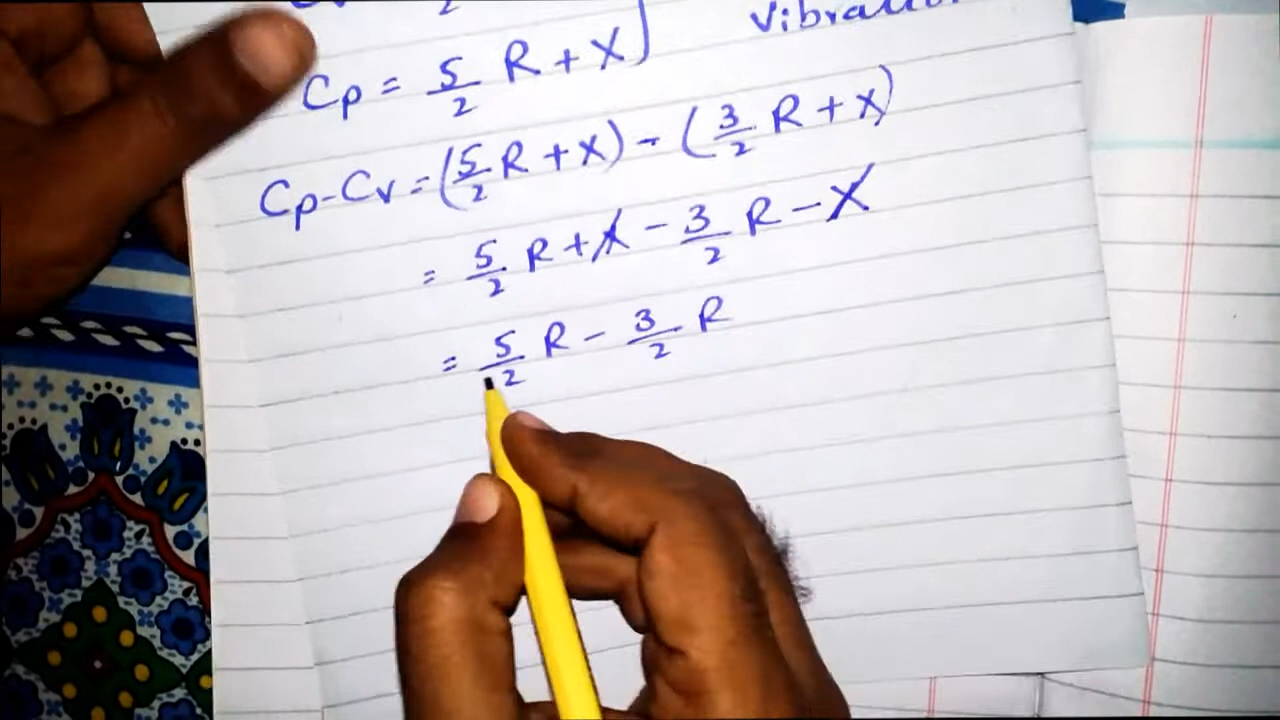 Cp = 5/2 R + X)
Cp - Cv = (5/2 R + X) - (3/2 R + X)
= 5/2 R + X - 3/2 R - X
= 5/2 R - 3/2 R